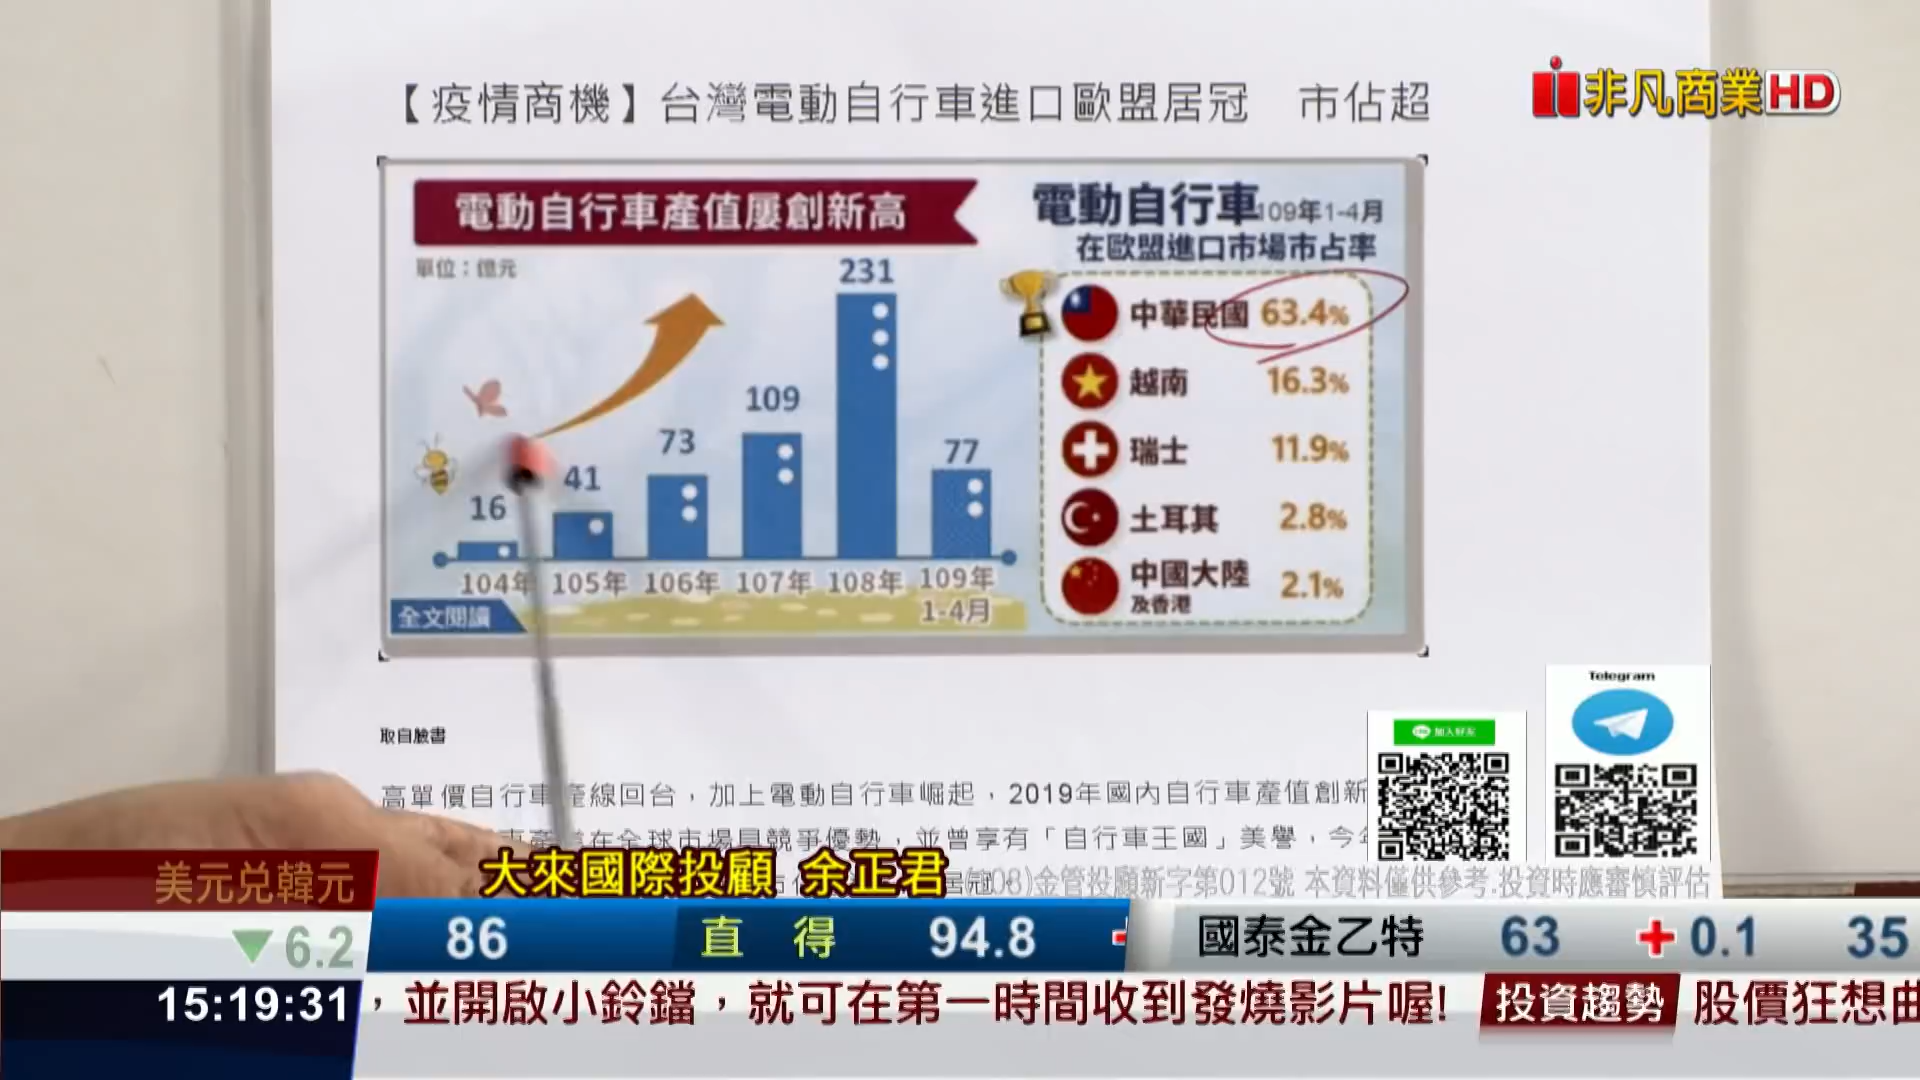 【疫情商機】台灣電動自行車進口歐盟居冠　市佔超
非凡商業HD
電動自行車產值屢創新高
單位：億元
16
41
73
109
231
77
104年
105年
106年
107年
108年
109年
1-4月
全文閱讀
電動自行車 109年1-4月
在歐盟進口市場市占率
中華民國 63.4%
越南 16.3%
瑞士 11.9%
土耳其 2.8%
中國大陸
及香港
2.1%
取自臉書
高單價自行車產線回台，加上電動自行車崛起，2019年國內自行車產值創新
在全球市場具競爭優勢，並曾享有「自行車王國」美譽，今
居冠
Telegram
加入好友
大來國際投顧 余正君
08)金管投顧新字第012號 本資料僅供參考.投資時應審慎評估
美元兌韓元
▼6.2
86 直得 94.8
國泰金乙特 63 +0.1 35
15:19:31
，並開啟小鈴鐺，就可在第一時間收到發燒影片喔!
投資趨勢
股價狂想曲